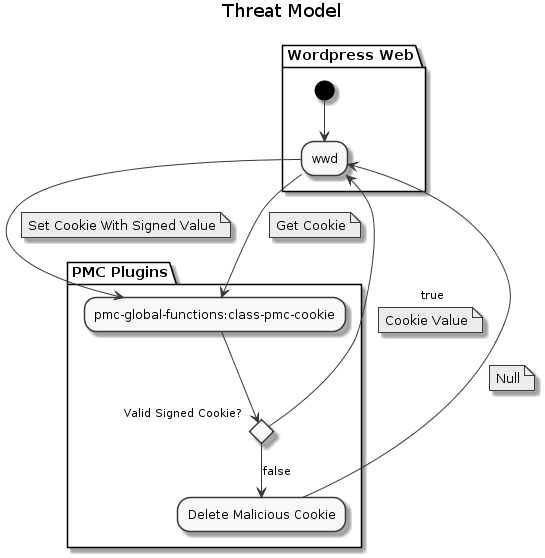 Threat Model
Wordpress Web
wwd
Set Cookie With Signed Value
Get Cookie
PMC Plugins
pmc-global-functions:class-pmc-cookie
true
Cookie Value
Null
Valid Signed Cookie?
false
Delete Malicious Cookie